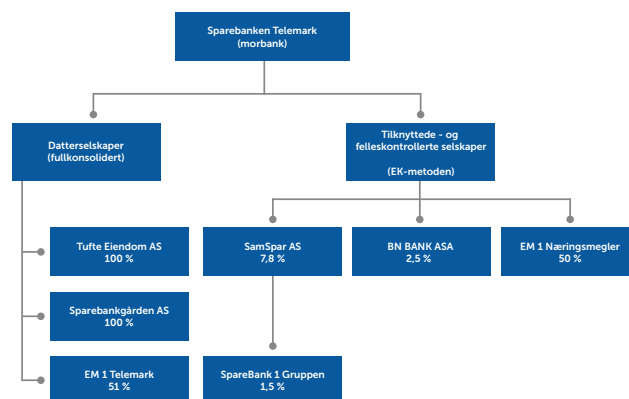 Sparebanken Telemark
(morbank)
Datterselskaper
(fullkonsolidert)
Tilknyttede - og
felleskontrollerte selskaper
(EK-metoden)
Tufte Eiendom AS
100 %
SamSpar AS
7,8 %
BN BANK ASA
2,5 %
EM 1 Næringsmegler
50 %
Sparebankgården AS
100 %
EM 1 Telemark
51 %
SpareBank 1 Gruppen
1,5 %